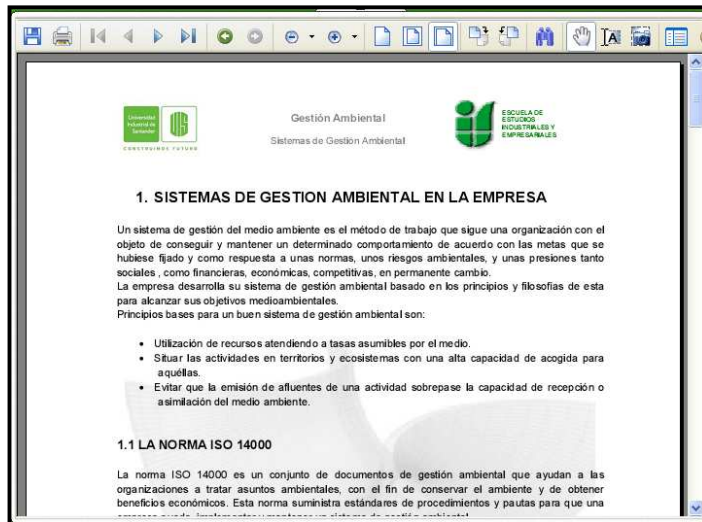 Universidad
Industrial de
Santander
UIS
CONSTRUIMOS FUTURO
Gestión Ambiental
Sistemas de Gestión Ambiental
ESCUELA DE
ESTUDIOS
INDUSTRIALES Y
EMPRESARIALES
1. SISTEMAS DE GESTION AMBIENTAL EN LA EMPRESA
Un sistema de gestión del medio ambiente es el método de trabajo que sigue una organización con el
objeto de conseguir y mantener un determinado comportamiento de acuerdo con las metas que se
hubiese fijado y como respuesta a unas normas, unos riesgos ambientales, y unas presiones tanto
sociales , como financieras, económicas, competitivas, en permanente cambio.
La empresa desarrolla su sistema de gestión ambiental basado en los principios y filosofías de esta
para alcanzar sus objetivos medioambientales.
Principios bases para un buen sistema de gestión ambiental son:
• Utilización de recursos atendiendo a tasas asumibles por el medio.
• Situar las actividades en territorios y ecosistemas con una alta capacidad de acogida para
aquéllas.
• Evitar que la emisión de afluentes de una actividad sobrepase la capacidad de recepción o
asimilación del medio ambiente.
1.1 LA NORMA ISO 14000
La norma ISO 14000 es un conjunto de documentos de gestión ambiental que ayudan a las
organizaciones a tratar asuntos ambientales, con el fin de conservar el ambiente y de obtener
beneficios económicos. Esta norma suministra estándares de procedimientos y pautas para que una